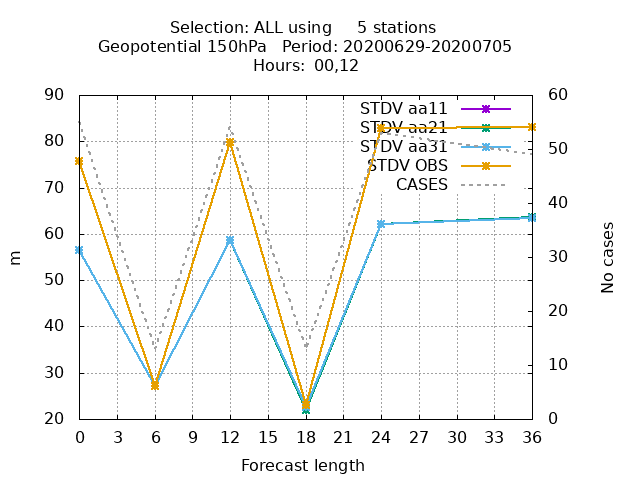 Selection: ALL using     5 stations
Geopotential 150hPa   Period: 20200629-20200705
Hours:  00,12
90
80
70
60
50
40
30
20
m
STDV aa11
STDV aa21
STDV aa31
STDV OBS
CASES
60
50
40
30
20
10
0
No cases
0 3 6 9 12 15 18 21 24 27 30 33 36
Forecast length